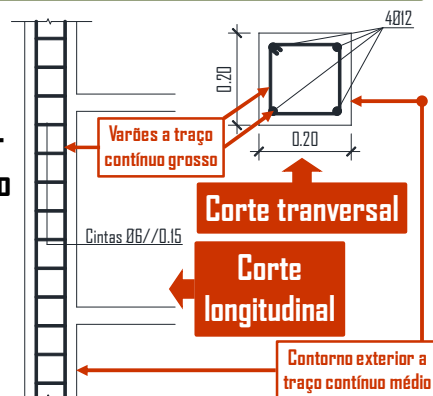 4Ø12
0.20
0.20
Varões a traço
contínuo grosso
Corte tranversal
Cintas Ø6//0.15
Corte
longitudinal
Contorno exterior a
traço contínuo médio